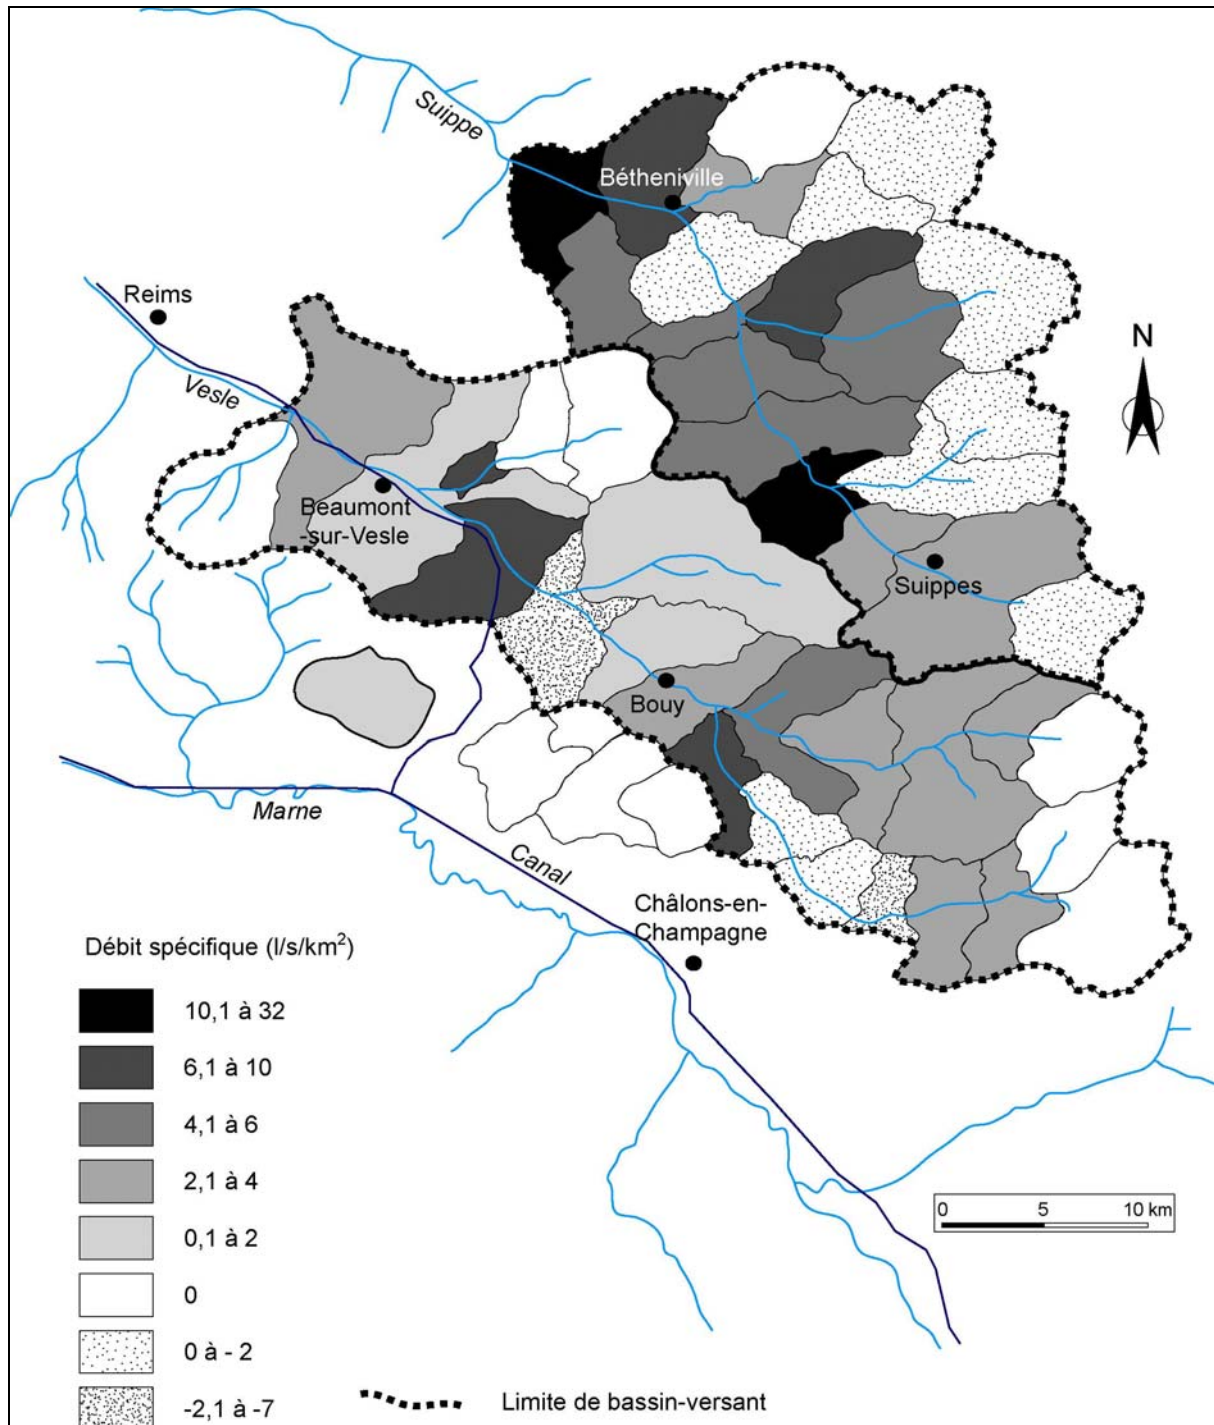 Suippe
Bétheniville
Reims
N
Vesle
Beaumont
-sur-Vesle
Suippes
Bouy
Marne
Canal
Châlons-en-
Champagne
Débit spécifique (l/s/km²)
10,1 à 32
6,1 à 10
4,1 à 6
2,1 à 4
0,1 à 2
0
0 à - 2
-2,1 à -7
0 5 10 km
Limite de bassin-versant